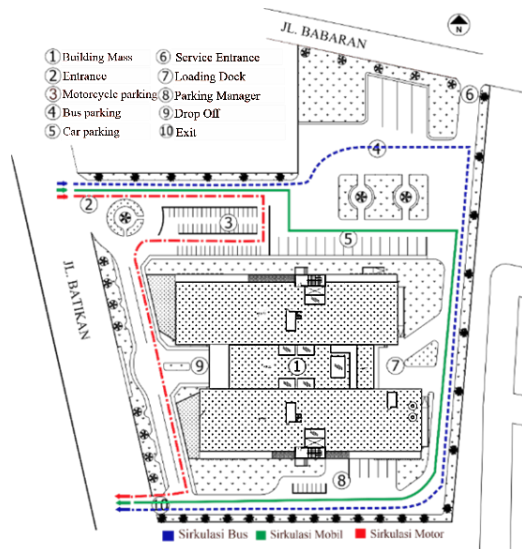 JL. BABARAN
N
1 Building Mass
2 Entrance
3 Motorcycle parking
4 Bus parking
5 Car parking
6 Service Entrance
7 Loading Dock
8 Parking Manager
9 Drop Off
10 Exit
6
4
2
3
5
JL. BATIKAN
9
1
7
8
10
Sirkulasi Bus
Sirkulasi Mobil
Sirkulasi Motor